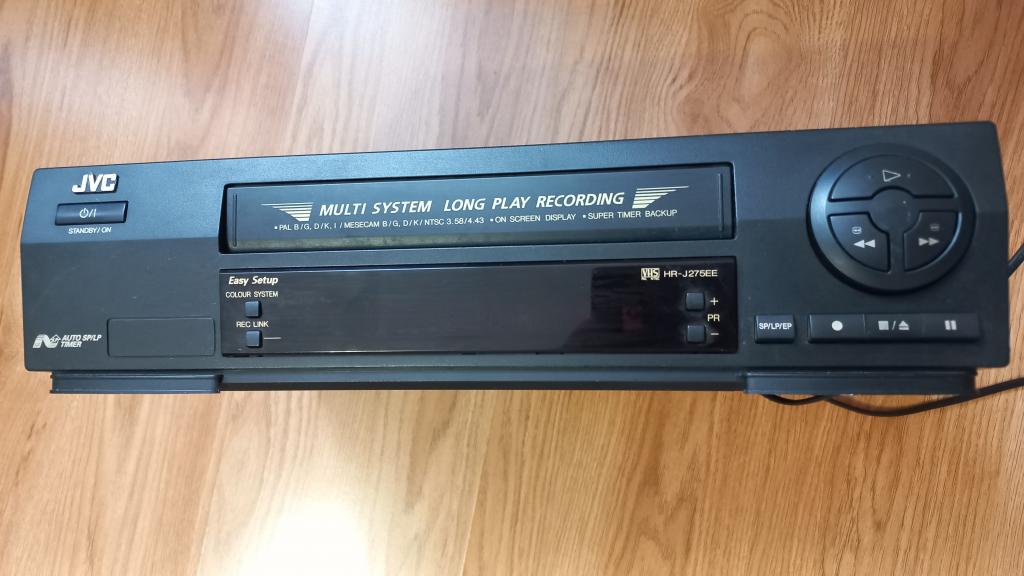 JVC
⏻/I
STANDBY/ON
MULTI SYSTEM LONG PLAY RECORDING
•PAL B/G, D/K, I / MESECAM B/G, D/K/ NTSC 3.58/4.43 •ON SCREEN DISPLAY •SUPER TIMER BACKUP
Easy Setup
COLOUR SYSTEM
REC LINK
VHS HR-J275EE
+
PR
−
SP/LP/EP
AUTO SP/LP
TIMER